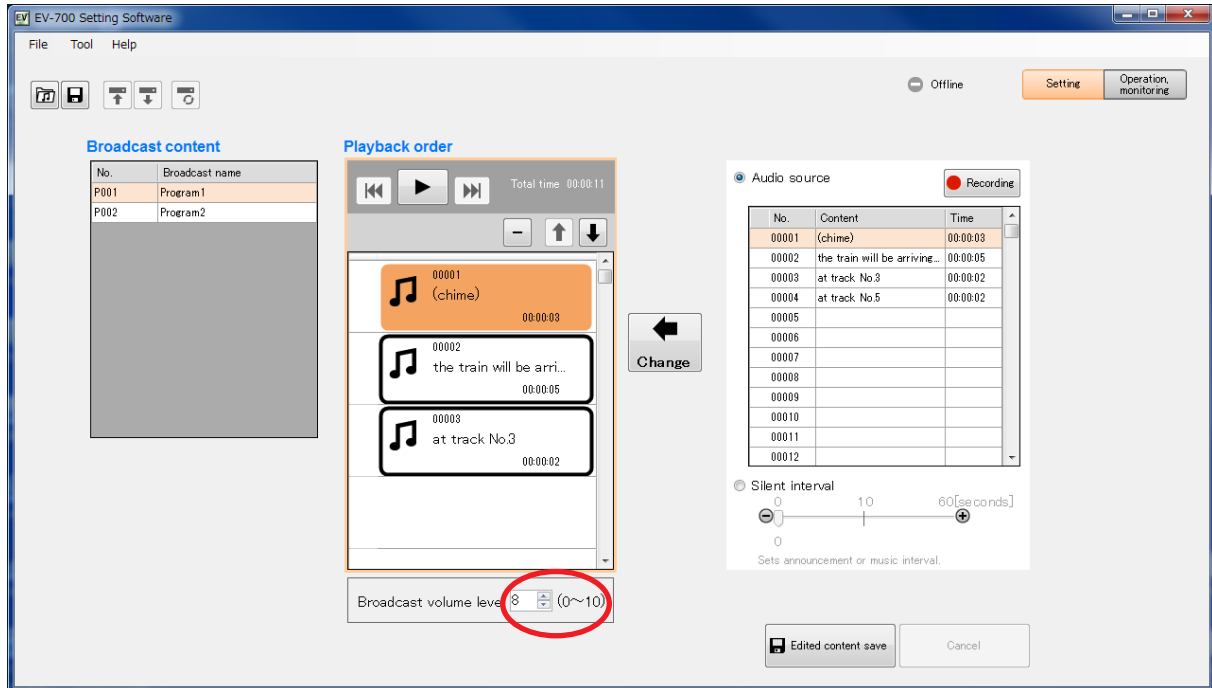 EV EV-700 Setting Software
File Tool Help
Offline
Setting
Operation,
monitoring
Broadcast content
No. Broadcast name
P001 Program1
P002 Program2
Playback order
Total time 00:00:11
00001
(chime)
00:00:03
00002
the train will be arri...
00:00:05
00003
at track No.3
00:00:02
Broadcast volume leve 8 (0～10)
Change
Audio source
Recording
No. Content Time
00001 (chime) 00:00:03
00002 the train will be arriving... 00:00:05
00003 at track No.3 00:00:02
00004 at track No.5 00:00:02
00005
00006
00007
00008
00009
00010
00011
00012
Silent interval
0 10 60[seconds]
0
Sets announcement or music interval.
Edited content save
Cancel